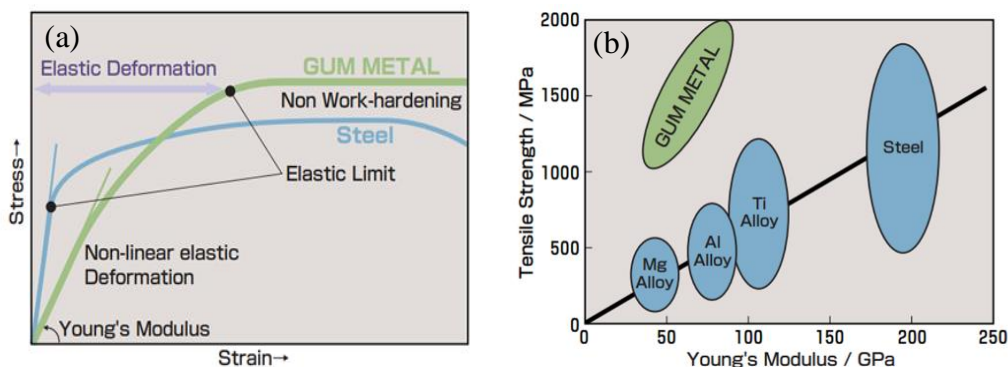 (a)
Elastic Deformation
GUM METAL
Non Work-hardening
Steel
Elastic Limit
Non-linear elastic
Deformation
Young's Modulus
Stress→
Strain→
(b)
Tensile Strength / MPa
2000
1500
1000
500
0
GUM METAL
Steel
Ti
Alloy
Al
Alloy
Mg
Alloy
0 50 100 150 200 250
Young's Modulus / GPa